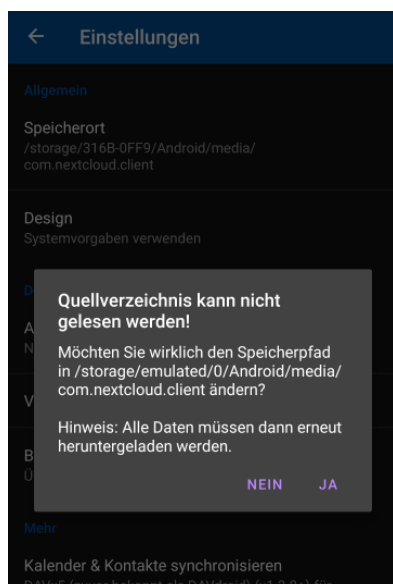 Einstellungen
Allgemein
Speicherort
/storage/316B-0FF9/Android/media/
com.nextcloud.client
Design
Systemvorgaben verwenden
D
Quellverzeichnis kann nicht
gelesen werden!
A
N
Möchten Sie wirklich den Speicherpfad
in /storage/emulated/0/Android/media/
com.nextcloud.client ändern?
V
Hinweis: Alle Daten müssen dann erneut
heruntergeladen werden.
B
Ü
NEIN JA
Mehr
Kalender & Kontakte synchronisieren